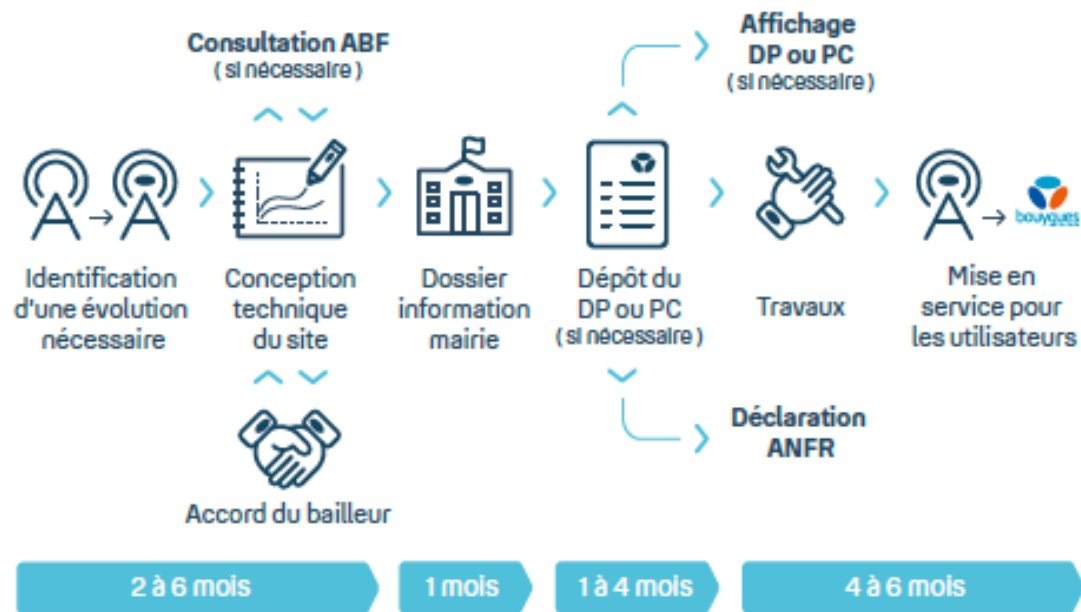 Consultation ABF
( si nécessaire )
Affichage
DP ou PC
( si nécessaire )
Identification
d'une évolution
nécessaire
Conception
technique
du site
Dossier
information
mairie
Dépôt du
DP ou PC
( si nécessaire )
Travaux
bouygues
Mise en
service pour
les utilisateurs
Accord du bailleur
Déclaration
ANFR
2 à 6 mois
1 mois
1 à 4 mois
4 à 6 mois